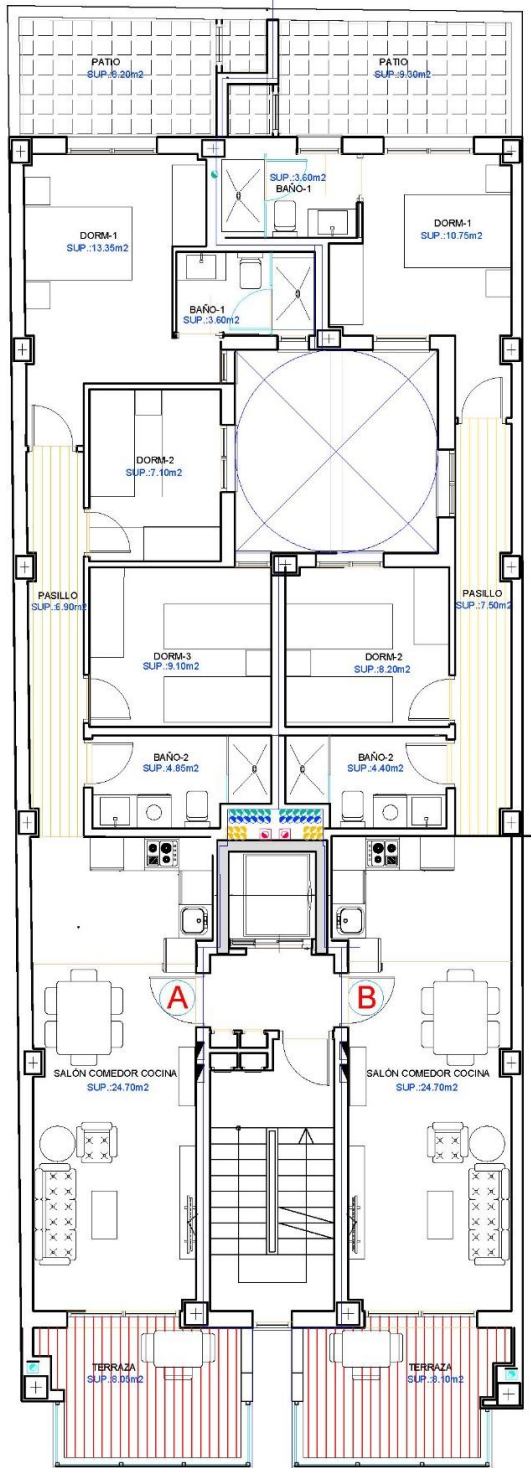 PATIO
SUP.:8.20m2
PATIO
SUP.:9.30m2
SUP.:3.60m2
BAÑO-1
DORM-1
SUP.:13.35m2
DORM-1
SUP.:10.75m2
BAÑO-1
SUP.:3.60m2
DORM-2
SUP.:7.10m2
PASILLO
SUP.:6.90m2
PASILLO
SUP.:7.50m2
DORM-3
SUP.:9.10m2
DORM-2
SUP.:8.20m2
BAÑO-2
SUP.:4.85m2
BAÑO-2
SUP.:4.40m2
A
B
SALÓN COMEDOR COCINA
SUP.:24.70m2
SALÓN COMEDOR COCINA
SUP.:24.70m2
TERRAZA
SUP.:8.05m2
TERRAZA
SUP.:8.10m2